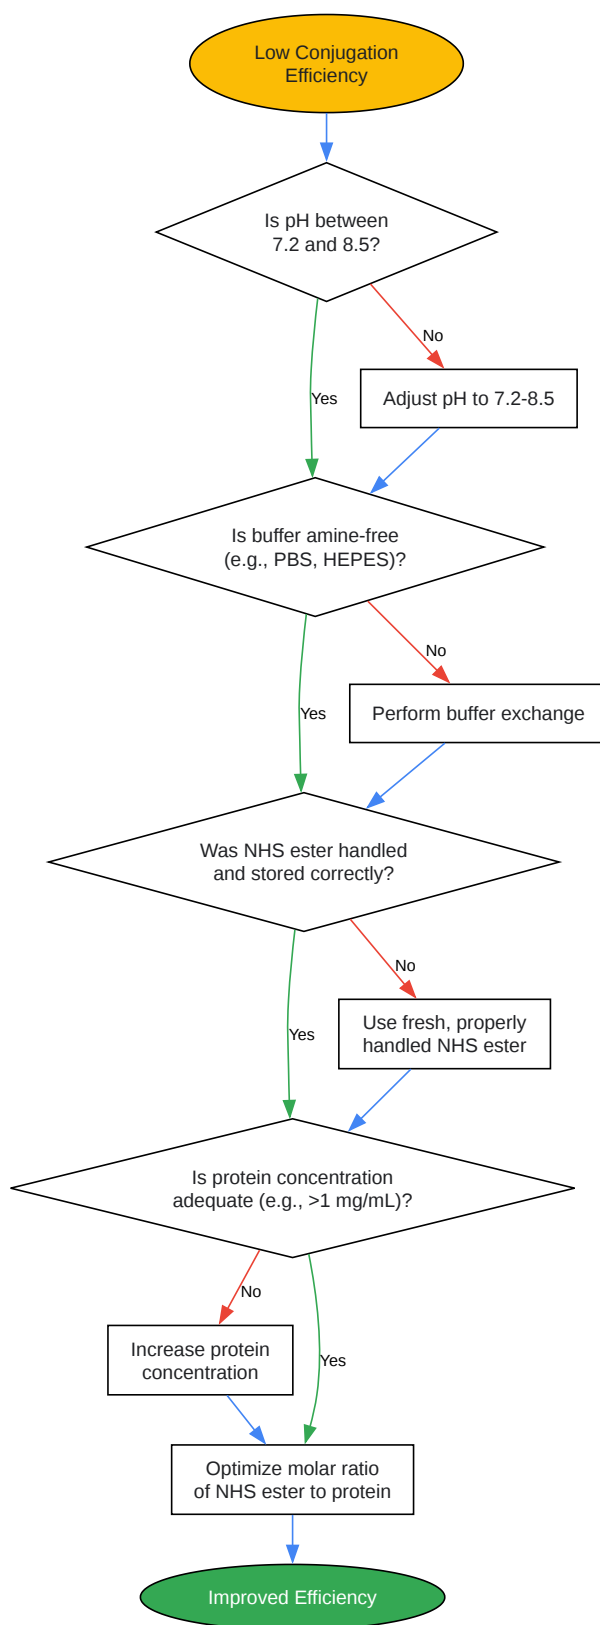 Low Conjugation
Efficiency
Is pH between
7.2 and 8.5?
No
Yes
Adjust pH to 7.2-8.5
Is buffer amine-free
(e.g., PBS, HEPES)?
No
Yes
Perform buffer exchange
Was NHS ester handled
and stored correctly?
No
Yes
Use fresh, properly
handled NHS ester
Is protein concentration
adequate (e.g., >1 mg/mL)?
No
Increase protein
concentration
Yes
Optimize molar ratio
of NHS ester to protein
Improved Efficiency